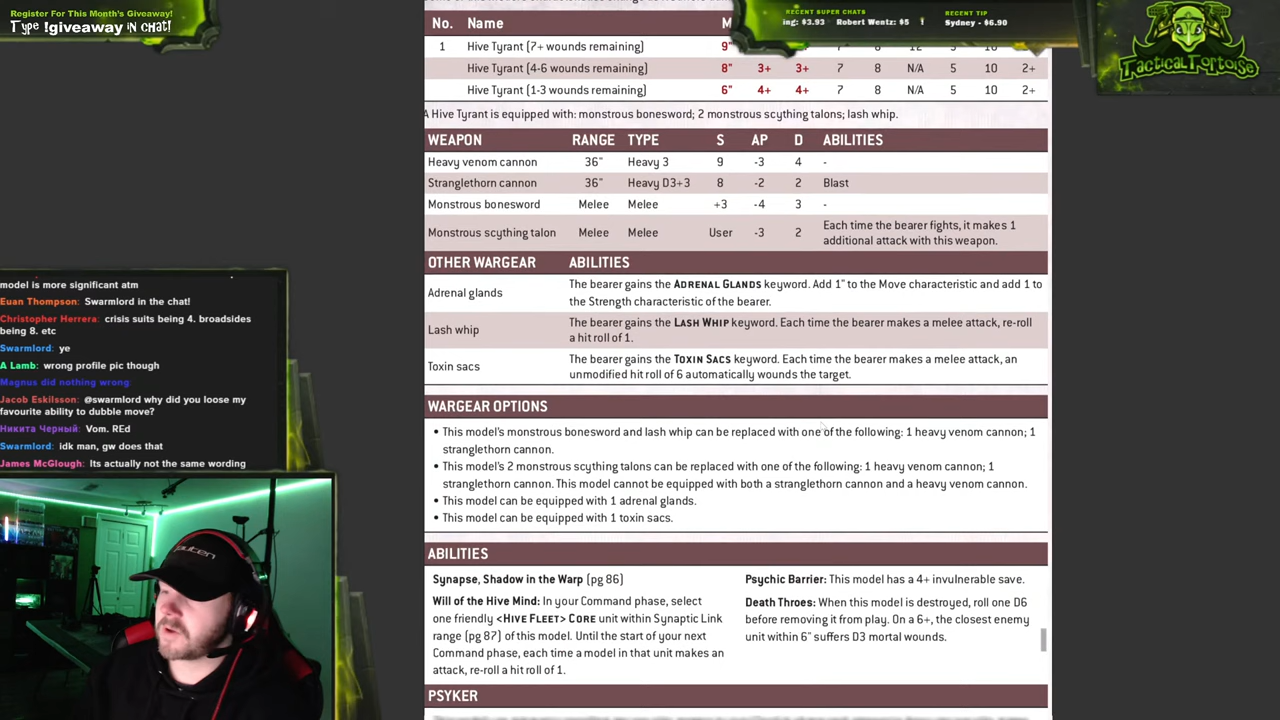 Register For This Month's Giveaway!
Type !giveaway in chat!
RECENT SUPER CHATS
ing: $3.93 Robert Wentz: $5
RECENT TIP
Sydney - $6.90
TacticalTortoise
No. Name M
1 Hive Tyrant (7+ wounds remaining) 9"
Hive Tyrant (4-6 wounds remaining) 8" 3+ 3+ 7 8 N/A 5 10 2+
Hive Tyrant (1-3 wounds remaining) 6" 4+ 4+ 7 8 N/A 5 10 2+
A Hive Tyrant is equipped with: monstrous bonesword; 2 monstrous scything talons; lash whip.
WEAPON RANGE TYPE S AP D ABILITIES
Heavy venom cannon 36" Heavy 3 9 -3 4 -
Stranglethorn cannon 36" Heavy D3+3 8 -2 2 Blast
Monstrous bonesword Melee Melee +3 -4 3 -
Monstrous scything talon Melee Melee User -3 2 Each time the bearer fights, it makes 1
additional attack with this weapon.
OTHER WARGEAR ABILITIES
Adrenal glands The bearer gains the ADRENAL GLANDS keyword. Add 1" to the Move characteristic and add 1 to
the Strength characteristic of the bearer.
Lash whip The bearer gains the LASH WHIP keyword. Each time the bearer makes a melee attack, re-roll
a hit roll of 1.
Toxin sacs The bearer gains the TOXIN SACS keyword. Each time the bearer makes a melee attack, an
unmodified hit roll of 6 automatically wounds the target.
WARGEAR OPTIONS
• This model's monstrous bonesword and lash whip can be replaced with one of the following: 1 heavy venom cannon; 1
stranglethorn cannon.
• This model's 2 monstrous scything talons can be replaced with one of the following: 1 heavy venom cannon; 1
stranglethorn cannon. This model cannot be equipped with both a stranglethorn cannon and a heavy venom cannon.
• This model can be equipped with 1 adrenal glands.
• This model can be equipped with 1 toxin sacs.
ABILITIES
Synapse, Shadow in the Warp (pg 86)
Will of the Hive Mind: In your Command phase, select
one friendly <HIVE FLEET> CORE unit within Synaptic Link
range (pg 87) of this model. Until the start of your next
Command phase, each time a model in that unit makes an
attack, re-roll a hit roll of 1.
Psychic Barrier: This model has a 4+ invulnerable save.
Death Throes: When this model is destroyed, roll one D6
before removing it from play. On a 6+, the closest enemy
unit within 6" suffers D3 mortal wounds.
PSYKER
model is more significant atm
Euan Thompson: Swarmlord in the chat!
Christopher Herrera: crisis suits being 4. broadsides
being 8. etc
Swarmlord: ye
A Lamb: wrong profile pic though
Magnus did nothing wrong:
Jacob Eskilsson: @swarmlord why did you loose my
favourite ability to dubble move?
Никита Черный: Vom. REd
Swarmlord: idk man, gw does that
James McGlough: Its actually not the same wording